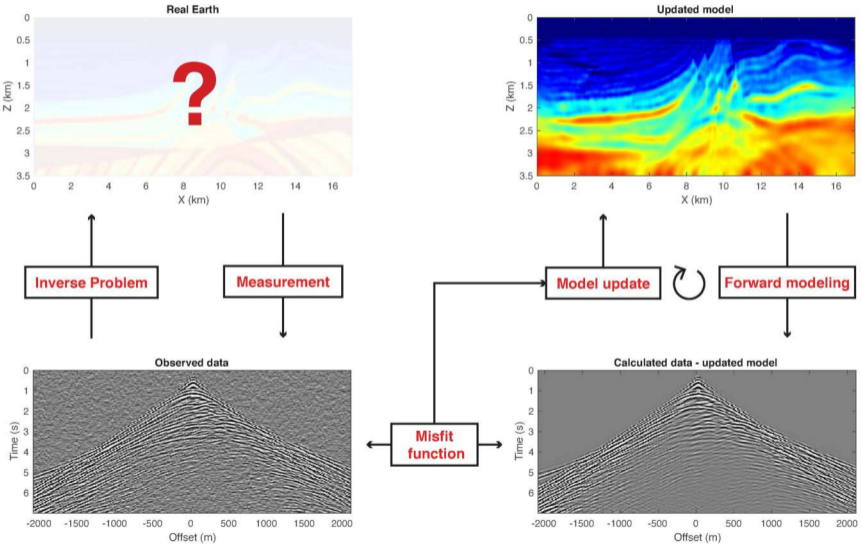 Real Earth
Updated model
Z (km)
0
0.5
1
1.5
2
2.5
3
3.5
?
0 2 4 6 8 10 12 14 16
X (km)
Z (km)
0
0.5
1
1.5
2
2.5
3
3.5
0 2 4 6 8 10 12 14 16
X (km)
Inverse Problem
Measurement
Model update
Forward modeling
Observed data
Calculated data - updated model
Time (s)
0
1
2
3
4
5
6
-2000 -1500 -1000 -500 0 500 1000 1500 2000
Offset (m)
Misfit
function
Time (s)
0
1
2
3
4
5
6
-2000 -1500 -1000 -500 0 500 1000 1500 2000
Offset (m)